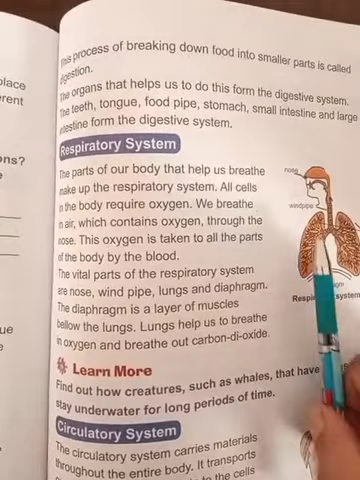 This process of breaking down food into smaller parts is called
digestion.
The organs that helps us to do this form the digestive system.
The teeth, tongue, food pipe, stomach, small intestine and large
intestine form the digestive system.
Respiratory System
The parts of our body that help us breathe
make up the respiratory system. All cells
in the body require oxygen. We breathe
in air, which contains oxygen, through the
nose. This oxygen is taken to all the parts
of the body by the blood.
The vital parts of the respiratory system
are nose, wind pipe, lungs and diaphragm.
The diaphragm is a layer of muscles
bellow the lungs. Lungs help us to breathe
in oxygen and breathe out carbon-di-oxide.
nose
windpipe
system
Learn More
Find out how creatures, such as whales, that have
stay underwater for long periods of time.
Circulatory System
The circulatory system carries materials
throughout the entire body. It transports
to the cells